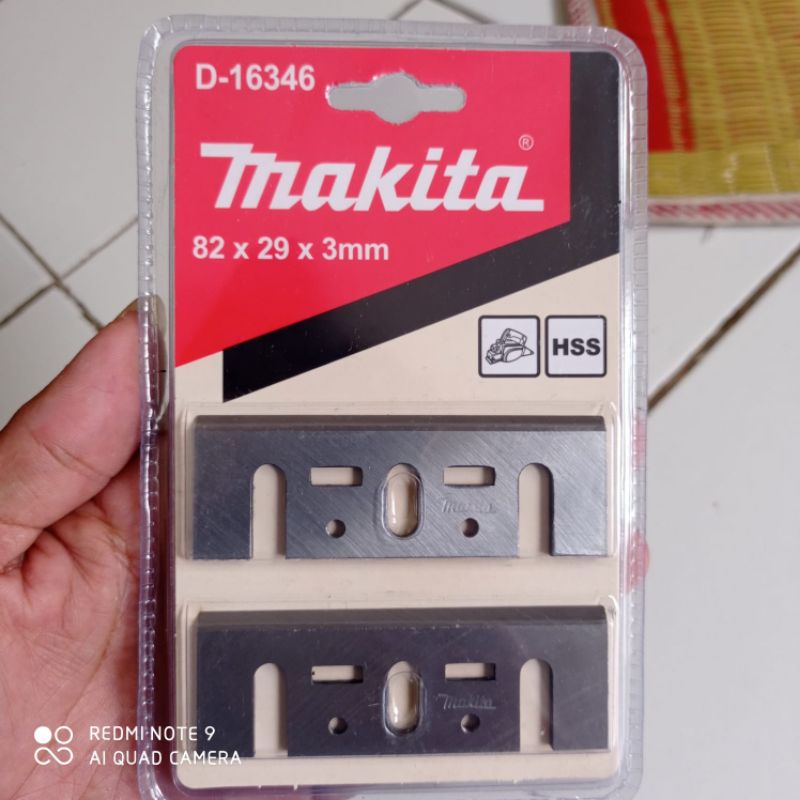 D-16346
makita®
82 x 29 x 3mm
HSS
makita
makita
REDMI NOTE 9
AI QUAD CAMERA